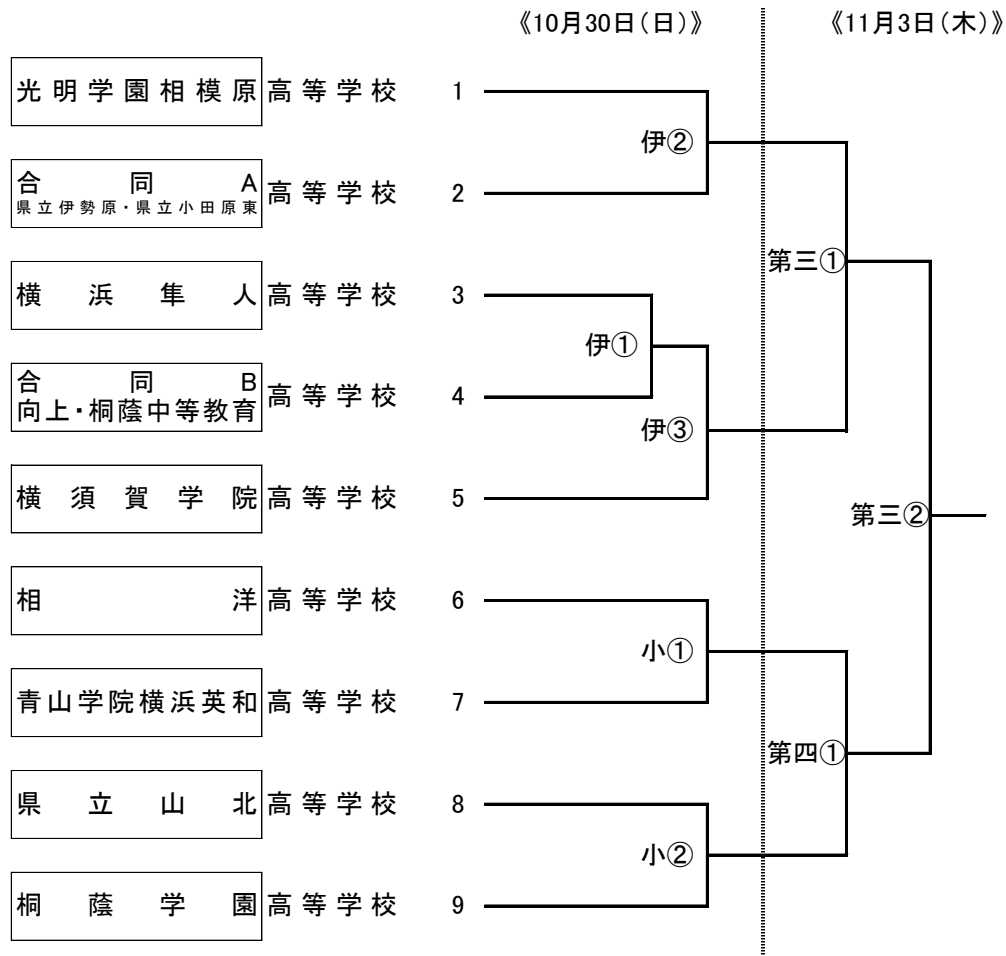 《10月30日(日)》 《11月3日(木)》
光明学園相模原 高等学校 1
伊②
合同A
県立伊勢原・県立小田原東 高等学校 2
第三①
横浜隼人 高等学校 3
伊①
合同B
向上・桐蔭中等教育 高等学校 4
伊③
横須賀学院 高等学校 5
第三②
相洋 高等学校 6
小①
青山学院横浜英和 高等学校 7
第四①
県立山北 高等学校 8
小②
桐蔭学園 高等学校 9